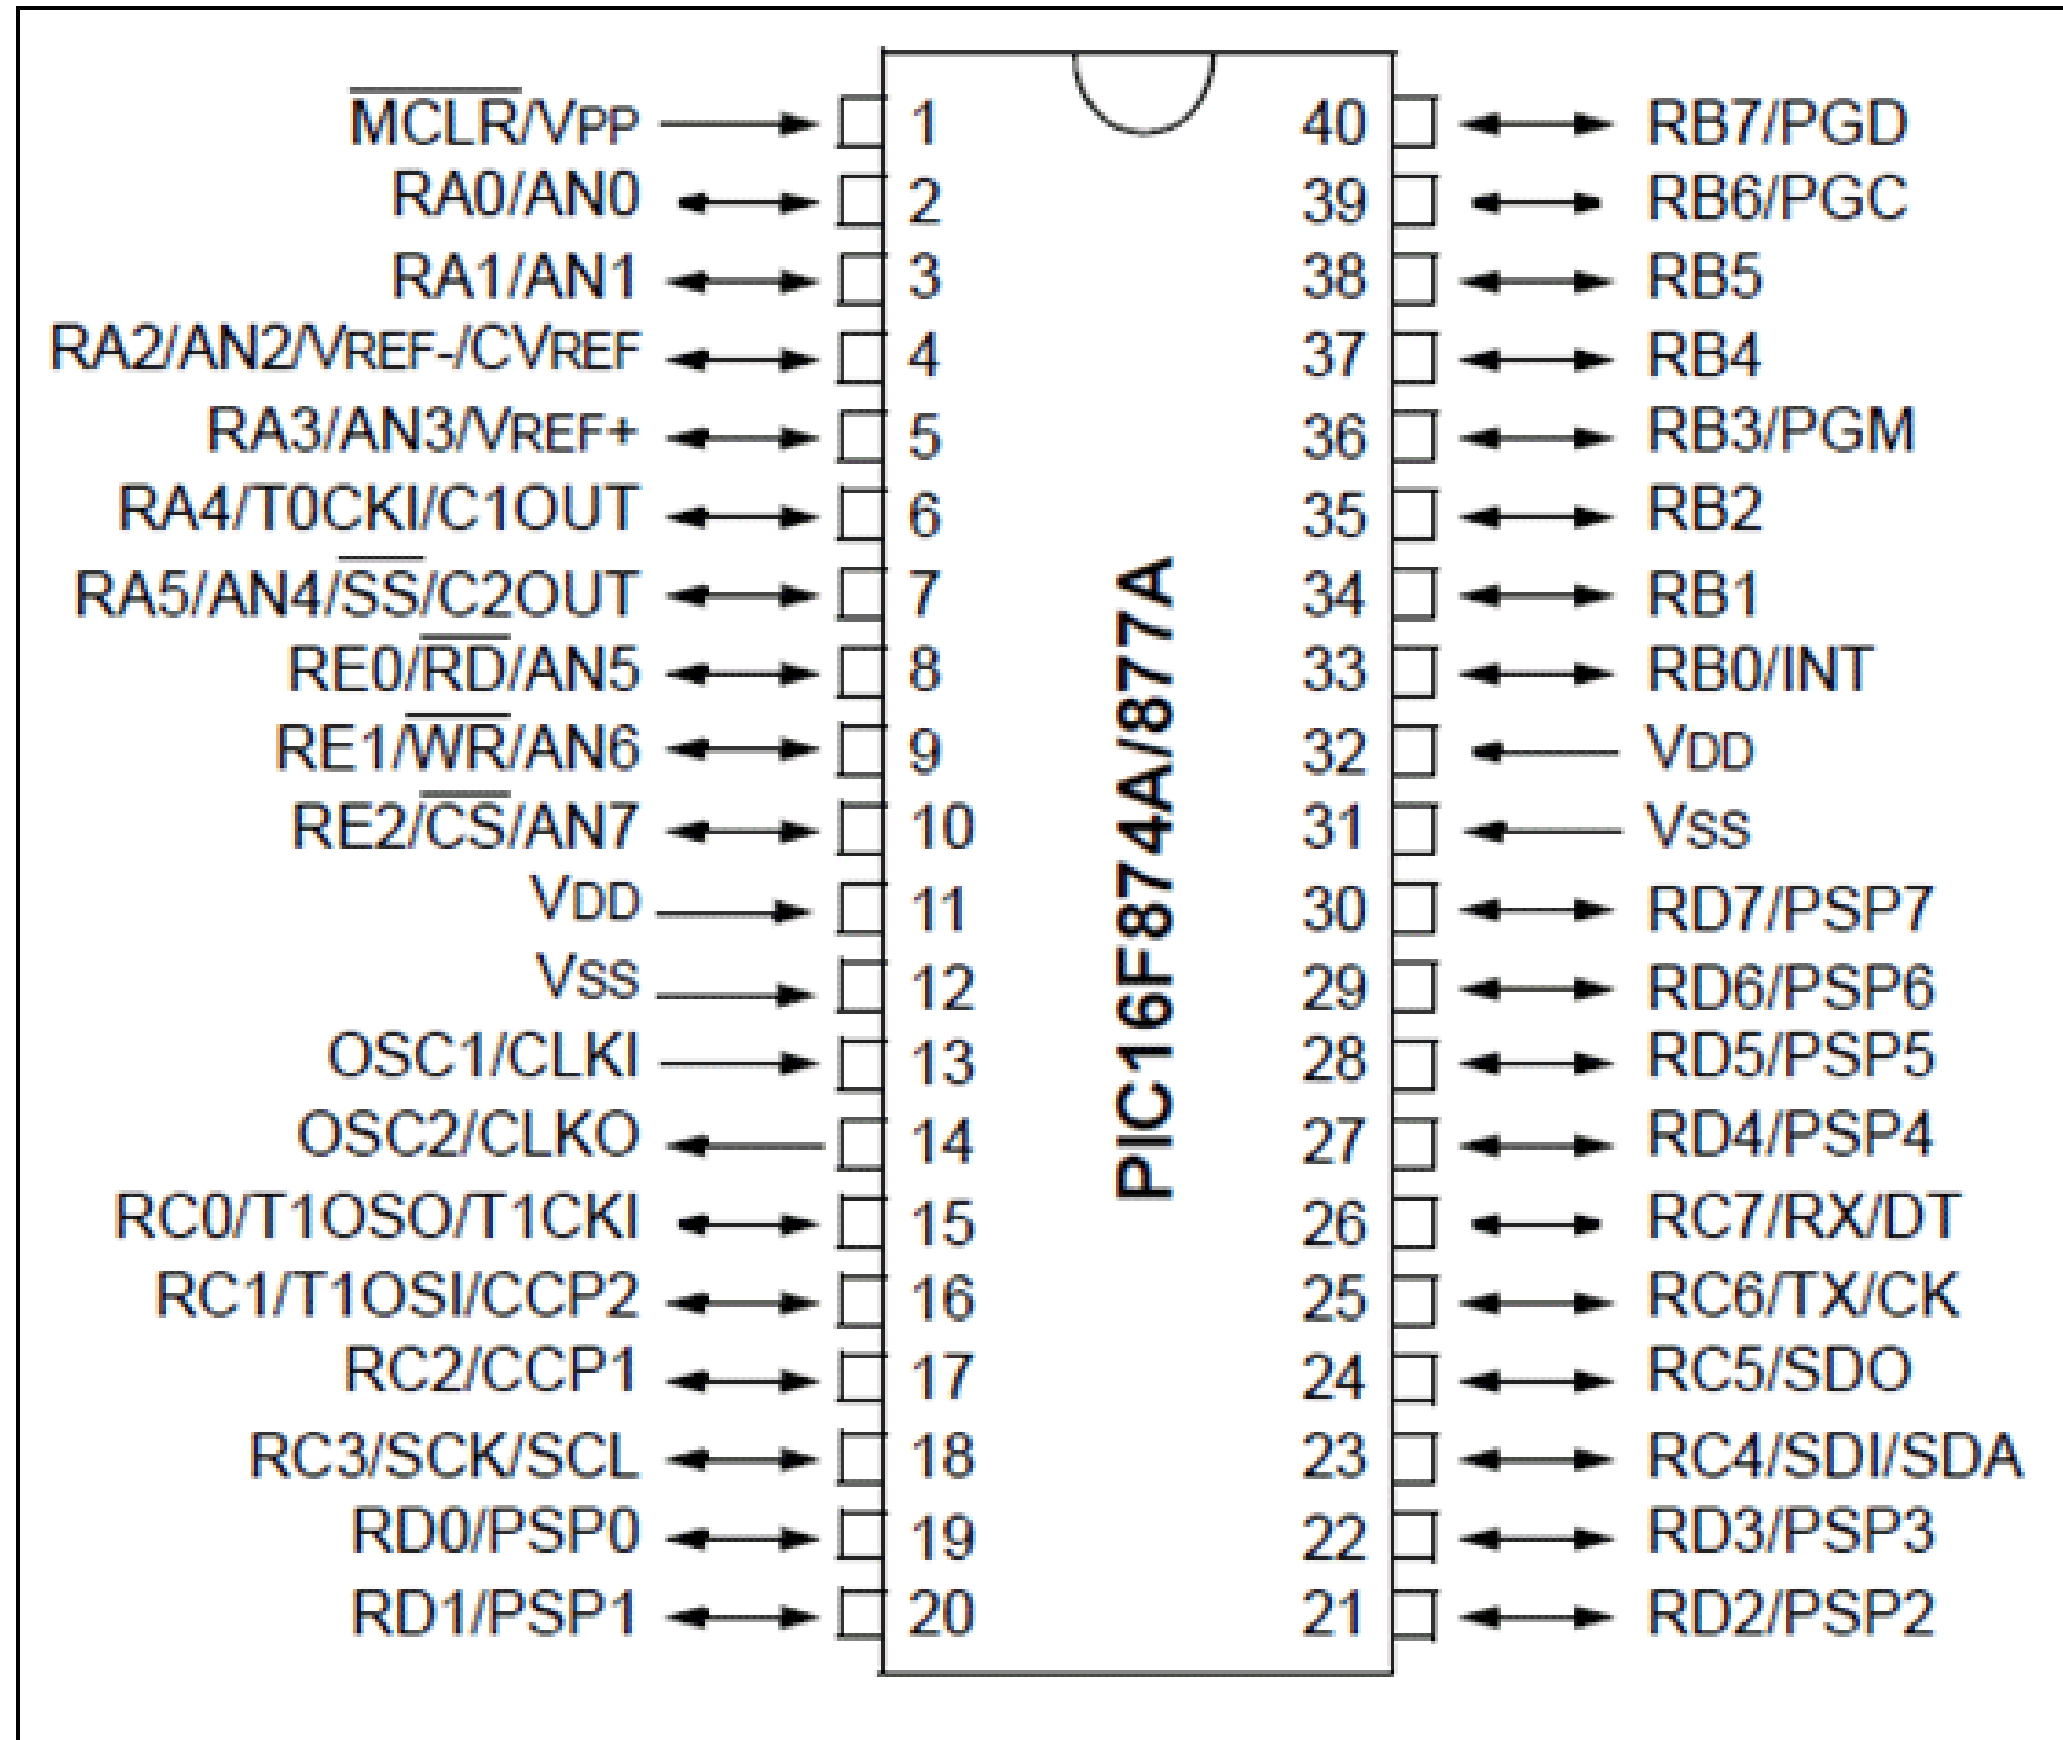 MCLR/VPP 1 40 RB7/PGD
RA0/AN0 2 39 RB6/PGC
RA1/AN1 3 38 RB5
RA2/AN2/VREF-/CVREF 4 37 RB4
RA3/AN3/VREF+ 5 36 RB3/PGM
RA4/T0CKI/C1OUT 6 35 RB2
RA5/AN4/SS/C2OUT 7 34 RB1
RE0/RD/AN5 8 33 RB0/INT
RE1/WR/AN6 9 32 VDD
RE2/CS/AN7 10 31 VSS
VDD 11 30 RD7/PSP7
VSS 12 29 RD6/PSP6
OSC1/CLKI 13 28 RD5/PSP5
OSC2/CLKO 14 27 RD4/PSP4
RC0/T1OSO/T1CKI 15 26 RC7/RX/DT
RC1/T1OSI/CCP2 16 25 RC6/TX/CK
RC2/CCP1 17 24 RC5/SDO
RC3/SCK/SCL 18 23 RC4/SDI/SDA
RD0/PSP0 19 22 RD3/PSP3
RD1/PSP1 20 21 RD2/PSP2
PIC16F874A/877A